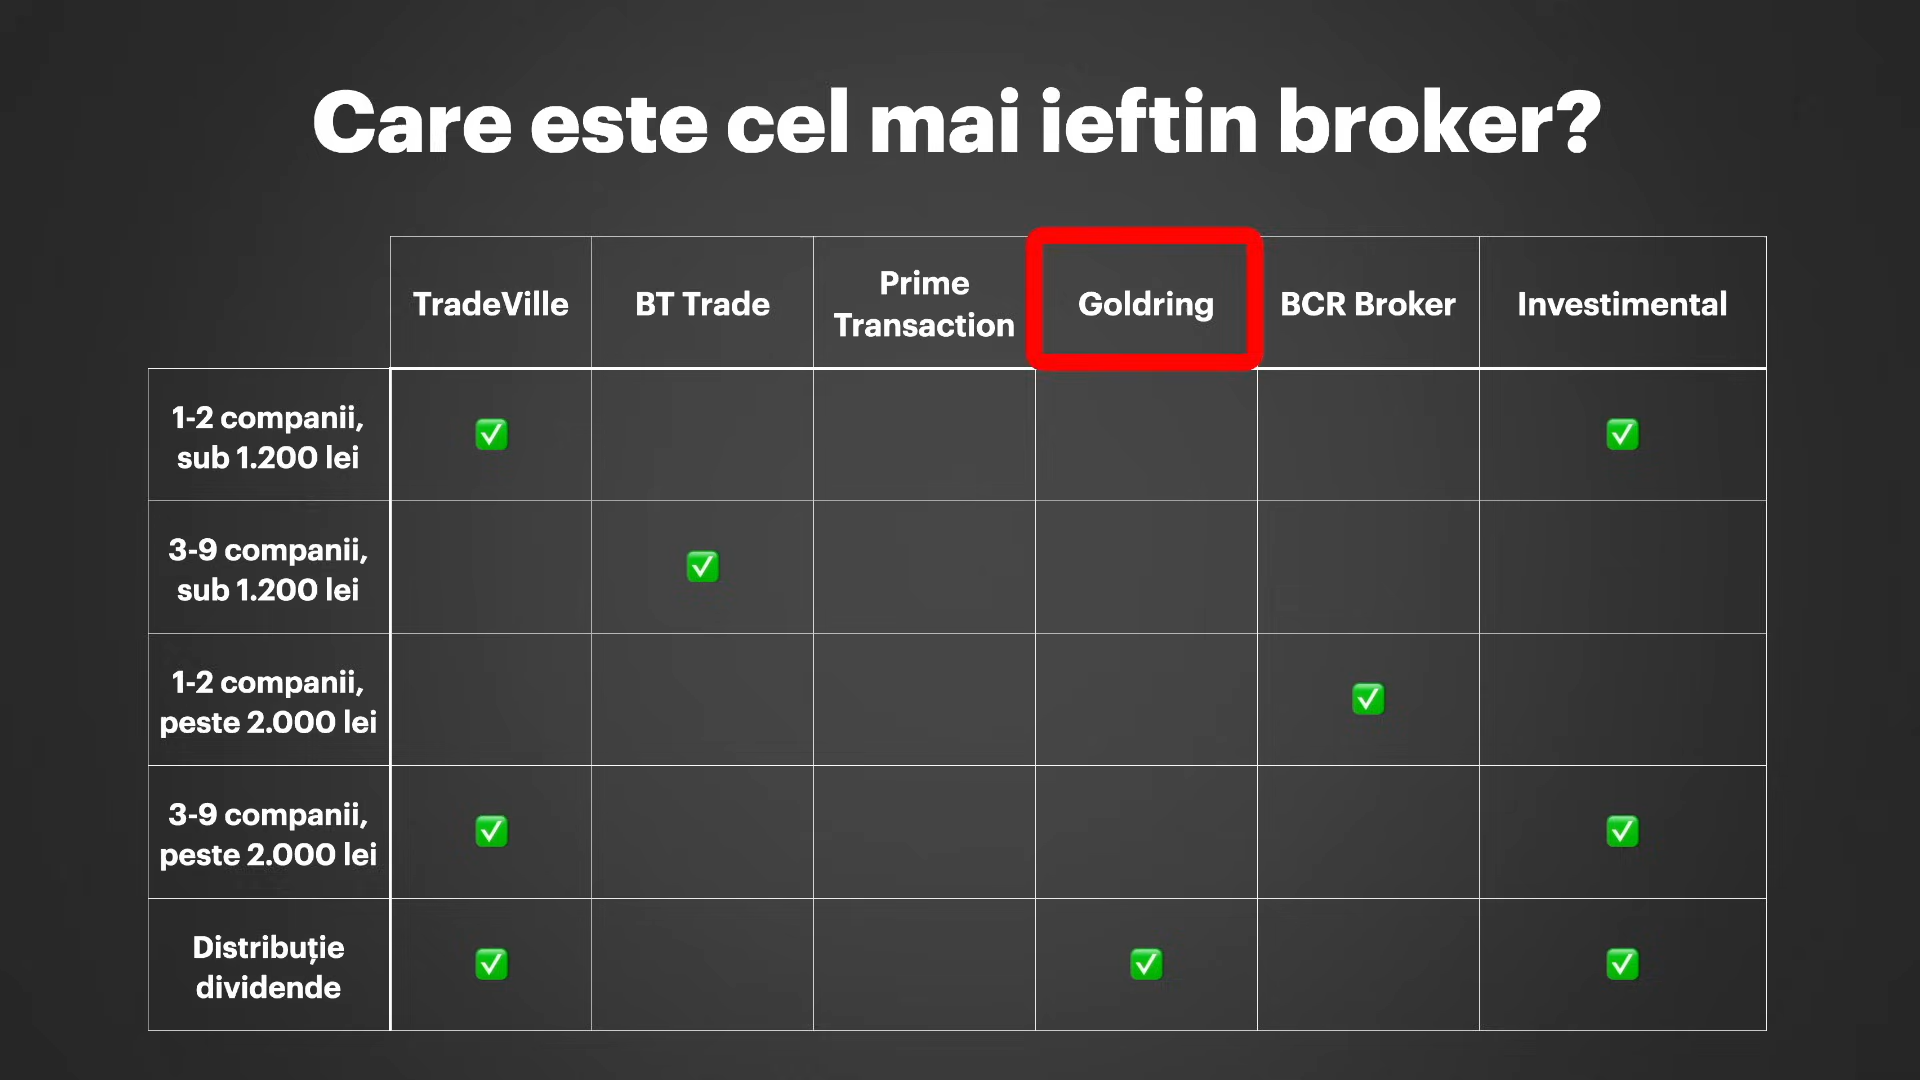 Care este cel mai ieftin broker?
TradeVille
BT Trade
Prime
Transaction
Goldring
BCR Broker
Investimental
1-2 companii,
sub 1.200 lei
3-9 companii,
sub 1.200 lei
1-2 companii,
peste 2.000 lei
3-9 companii,
peste 2.000 lei
Distribuție
dividende